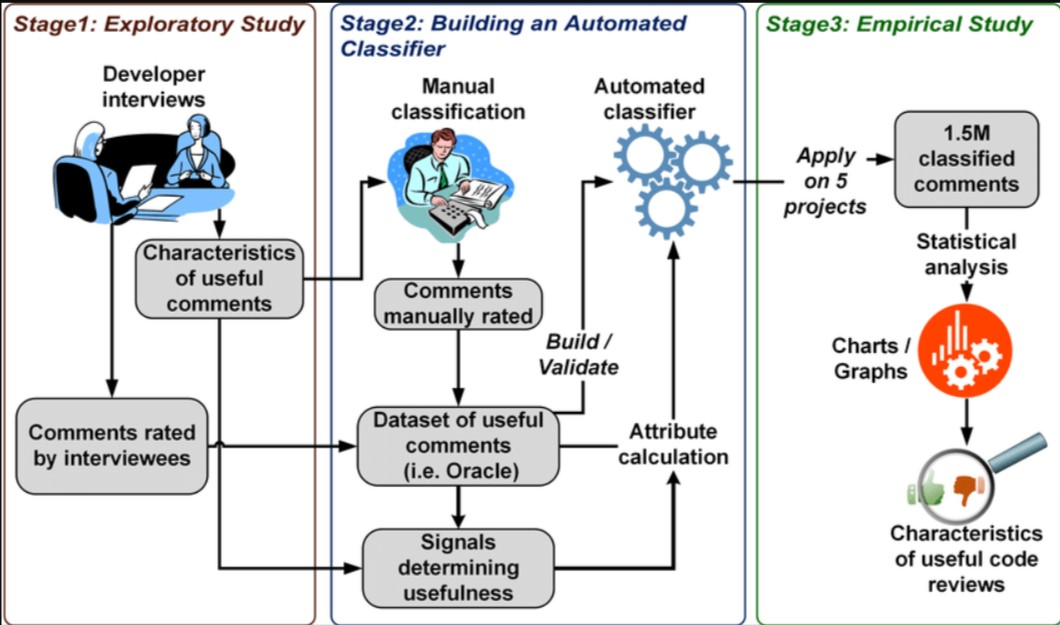 Stage1: Exploratory Study
Developer
interviews
Characteristics
of useful
comments
Comments rated
by interviewees
Stage2: Building an Automated
Classifier
Manual
classification
Automated
classifier
Comments
manually rated
Build /
Validate
Dataset of useful
comments
(i.e. Oracle)
Attribute
calculation
Signals
determining
usefulness
Stage3: Empirical Study
Apply
on 5
projects
1.5M
classified
comments
Statistical
analysis
Charts /
Graphs
Characteristics
of useful code
reviews